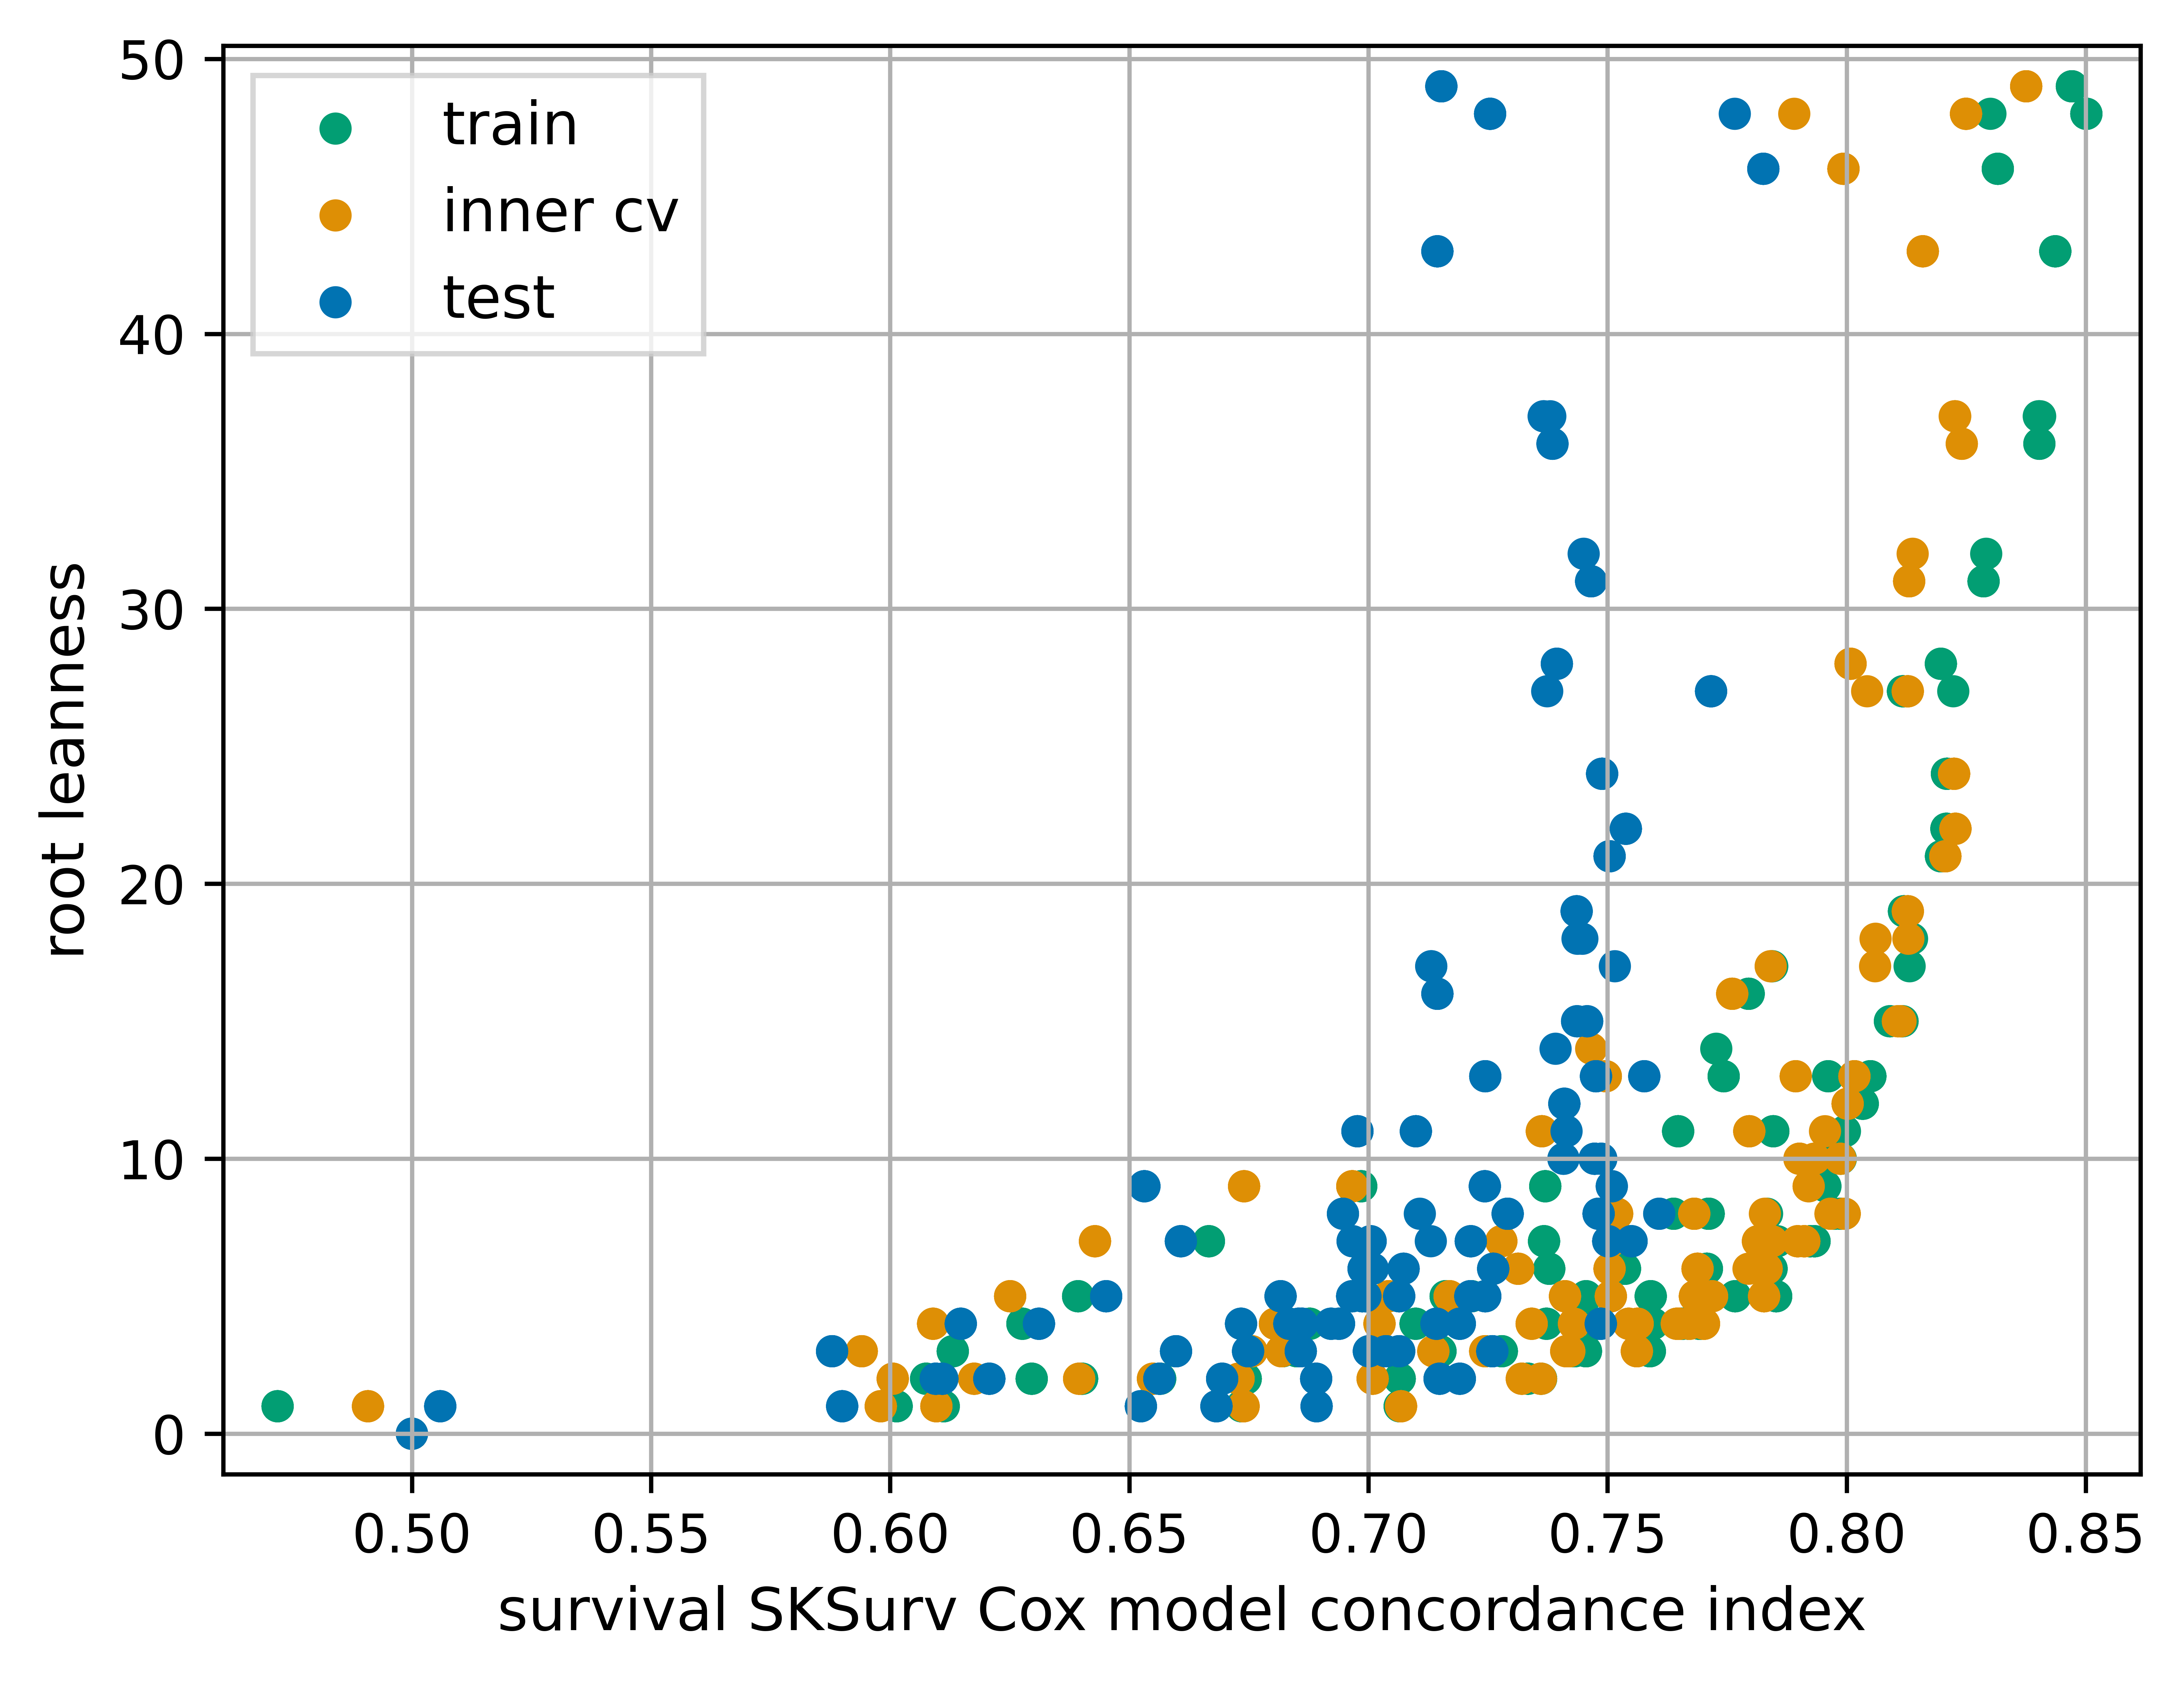 50
40
30
20
10
0
root leanness
train
inner cv
test
0.50 0.55 0.60 0.65 0.70 0.75 0.80 0.85
survival SKSurv Cox model concordance index